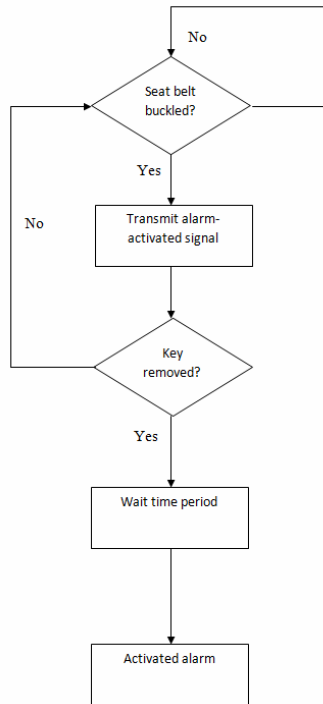 No
Seat belt
buckled?
Yes
Transmit alarm-
activated signal
No
Key
removed?
Yes
Wait time period
Activated alarm